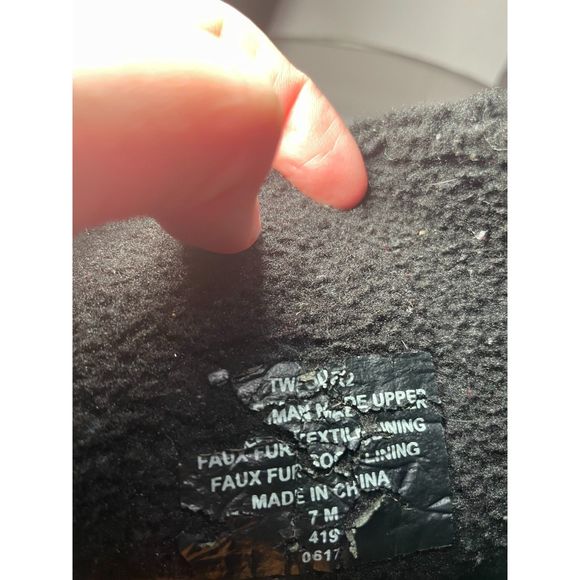 MAN MADE UPPER
TEXTILE LINING
FAUX FUR SOCK LINING
MADE IN CHINA
7 M
419
0617